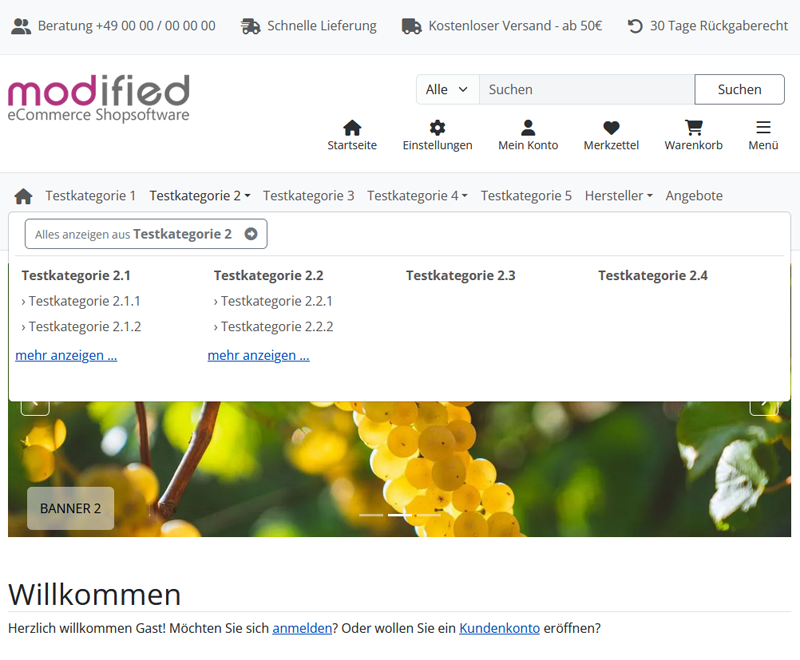 Beratung +49 00 00 / 00 00 00 Schnelle Lieferung Kostenloser Versand - ab 50€ 30 Tage Rückgaberecht
modified
eCommerce Shopsoftware
Alle Suchen Suchen
Startseite Einstellungen Mein Konto Merkzettel Warenkorb Menü
Testkategorie 1 Testkategorie 2 Testkategorie 3 Testkategorie 4 Testkategorie 5 Hersteller Angebote
Alles anzeigen aus Testkategorie 2
Testkategorie 2.1 Testkategorie 2.2 Testkategorie 2.3 Testkategorie 2.4
› Testkategorie 2.1.1 › Testkategorie 2.2.1
› Testkategorie 2.1.2 › Testkategorie 2.2.2
mehr anzeigen ... mehr anzeigen ...
BANNER 2
Willkommen
Herzlich willkommen Gast! Möchten Sie sich anmelden? Oder wollen Sie ein Kundenkonto eröffnen?